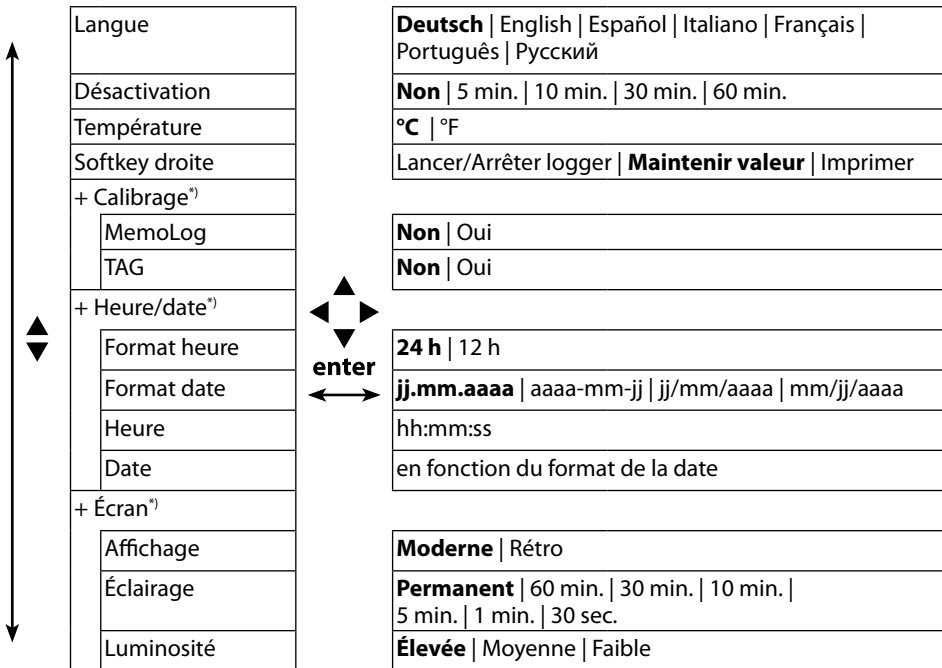 Langue
Deutsch | English | Español | Italiano | Français |
Português | Русский
Désactivation
Non | 5 min. | 10 min. | 30 min. | 60 min.
Température
°C | °F
Softkey droite
Lancer/Arrêter logger | Maintenir valeur | Imprimer
+ Calibrage*)
MemoLog
Non | Oui
TAG
Non | Oui
+ Heure/date*)
Format heure
24 h | 12 h
enter
Format date
jj.mm.aaaa | aaaa-mm-jj | jj/mm/aaaa | mm/jj/aaaa
Heure
hh:mm:ss
Date
en fonction du format de la date
+ Écran*)
Affichage
Moderne | Rétro
Éclairage
Permanent | 60 min. | 30 min. | 10 min. |
5 min. | 1 min. | 30 sec.
Luminosité
Élevée | Moyenne | Faible